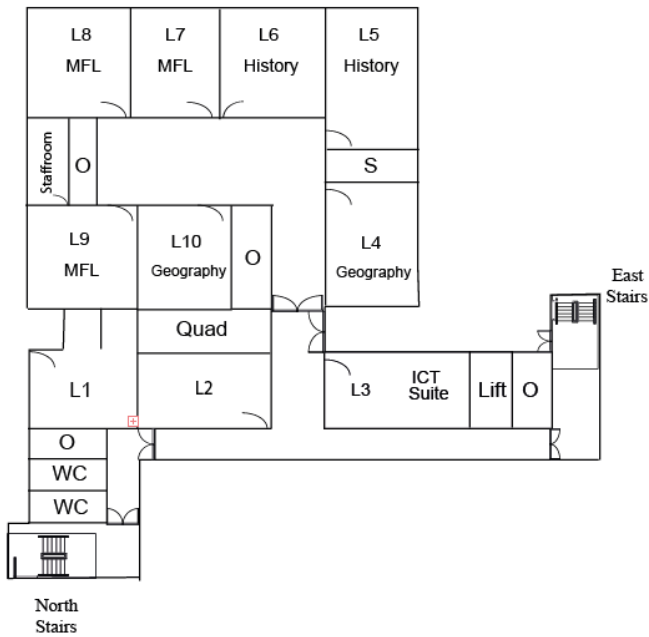 L8
MFL
L7
MFL
L6
History
L5
History
Staffroom
O
S
L9
MFL
L10
Geography
O
L4
Geography
East
Stairs
Quad
L1
L2
L3
ICT
Suite
Lift
O
O
WC
WC
North
Stairs